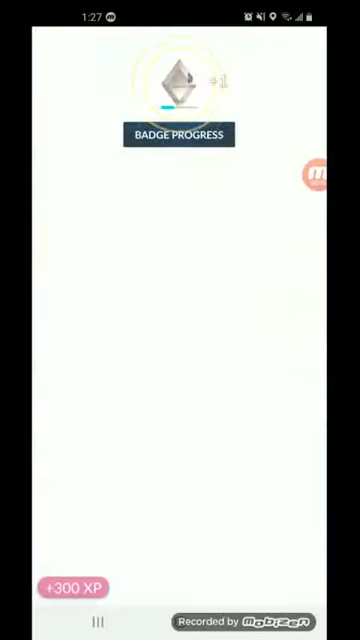 1:27
+1
BADGE PROGRESS
+300 XP
Recorded by mobizen